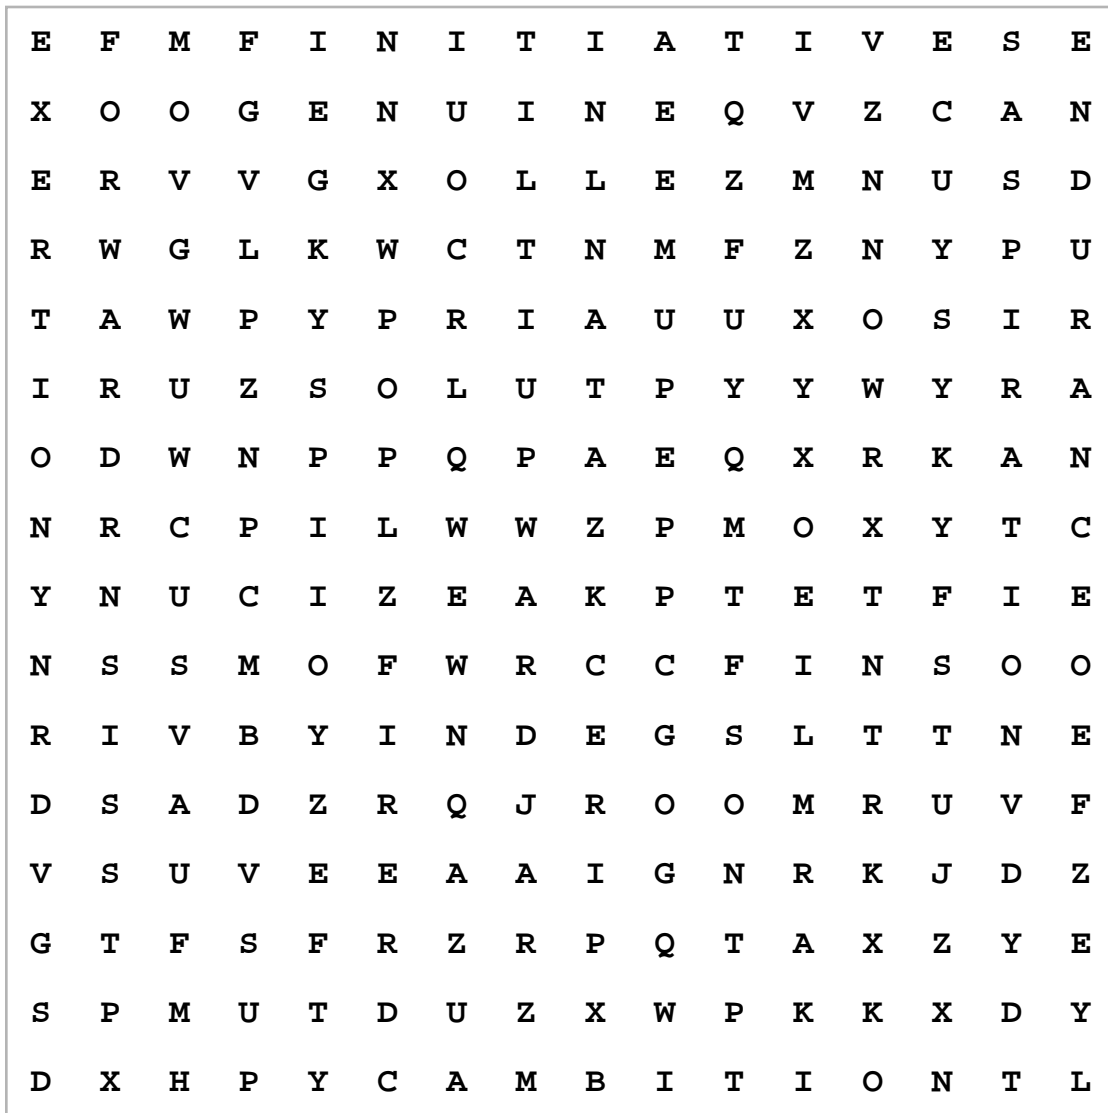 E F M F I N I T I A T I V E S E
X O O G E N U I N E Q V Z C A N
E R V V G X O L L E Z M N U S D
R W G L K W C T N M F Z N Y P U
T A W P Y P R I A U U X O S I R
I R U Z S O L U T P Y Y W Y R A
O D W N P P Q P A E Q X R K A N
N R C P I L W W Z P M O X Y T C
Y N U C I Z E A K P T E T F I E
N S S M O F W R C C F I N S O O
R I V B Y I N D E G S L T T N E
D S A D Z R Q J R O O M R U V F
V S U V E E A A I G N R K J D Z
G T F S F R Z R P Q T A X Z Y E
S P M U T D U Z X W P K K X D Y
D X H P Y C A M B I T I O N T L